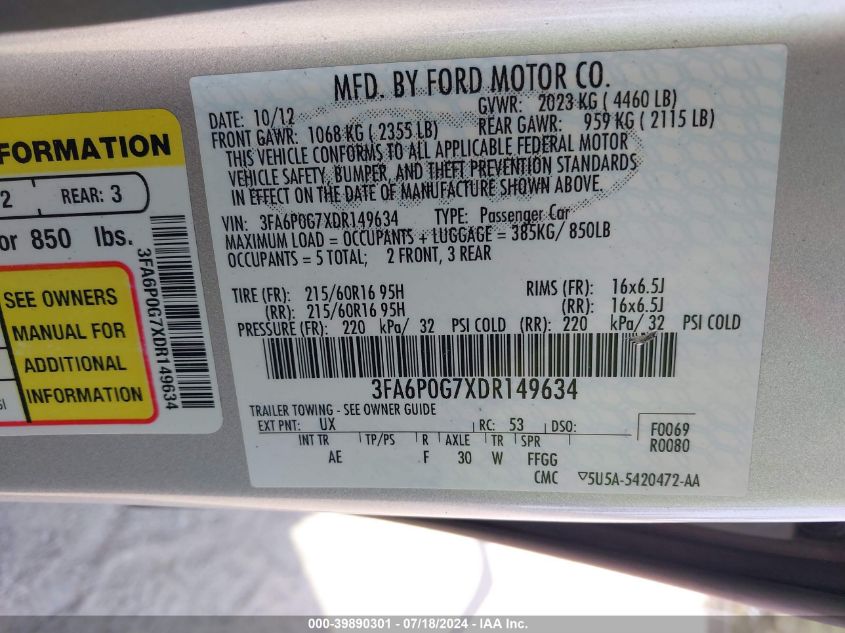 MFD. BY FORD MOTOR CO.
DATE: 10/12 GVWR: 2023 KG ( 4460 LB)
FRONT GAWR: 1068 KG ( 2355 LB) REAR GAWR: 959 KG ( 2115 LB)
THIS VEHICLE CONFORMS TO ALL APPLICABLE FEDERAL MOTOR
VEHICLE SAFETY, BUMPER, AND THEFT PREVENTION STANDARDS
IN EFFECT ON THE DATE OF MANUFACTURE SHOWN ABOVE.
VIN: 3FA6P0G7XDR149634 TYPE: Passenger Car
MAXIMUM LOAD = OCCUPANTS + LUGGAGE = 385KG/ 850LB
OCCUPANTS = 5 TOTAL; 2 FRONT, 3 REAR
TIRE (FR): 215/60R16 95H RIMS (FR): 16x6.5J
(RR): 215/60R16 95H (RR): 16x6.5J
PRESSURE (FR): 220 kPa/ 32 PSI COLD (RR): 220 kPa/ 32 PSI COLD
3FA6P0G7XDR149634
TRAILER TOWING - SEE OWNER GUIDE
EXT PNT: UX RC: 53 DSO: F0069
INT TR TP/PS R AXLE TR SPR R0080
AE F 30 W FFGG
CMC ▽5U5A-5420472-AA
FORMATION
2 REAR: 3
or 850 lbs.
SEE OWNERS
MANUAL FOR
ADDITIONAL
INFORMATION
3FA6P0G7XDR149634
000-39890301 - 07/18/2024 - IAA Inc.